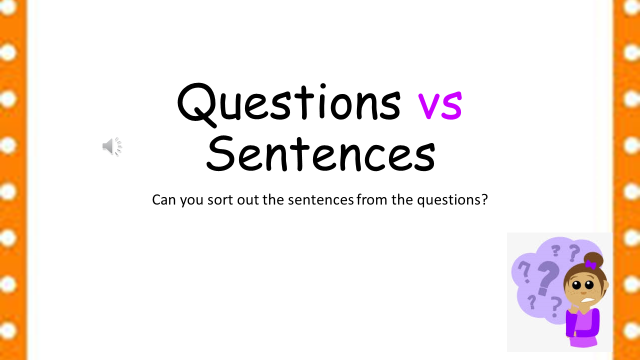 Questions vs
Sentences
Can you sort out the sentences from the questions?
? ? ? ? ? ?